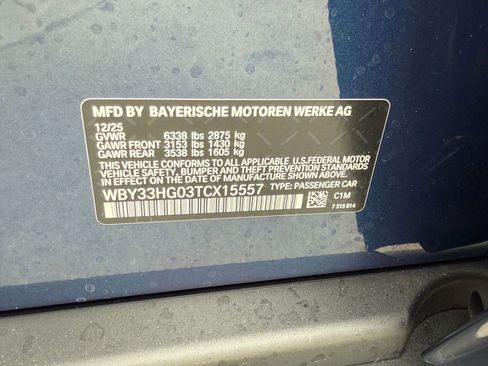 MFD BY BAYERISCHE MOTOREN WERKE AG
12/25
GVWR 6338 lbs 2875 kg
GAWR FRONT 3153 lbs 1430 kg
GAWR REAR 3538 lbs 1605 kg
THIS VEHICLE CONFORMS TO ALL APPLICABLE U.S.FEDERAL MOTOR
VEHICLE SAFETY, BUMPER, AND THEFT PREVENTION STANDARDS
IN EFFECT ON THE DATE OF MANUFACTURE SHOWN ABOVE.
WBY33HG03TCX15557 TYPE: PASSENGER CAR
C1M
7 315 814